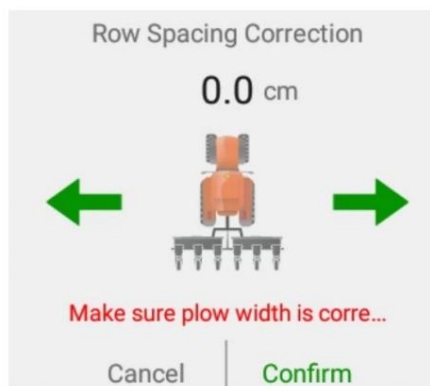 Row Spacing Correction
0.0 cm
Make sure plow width is corre...
Cancel
Confirm